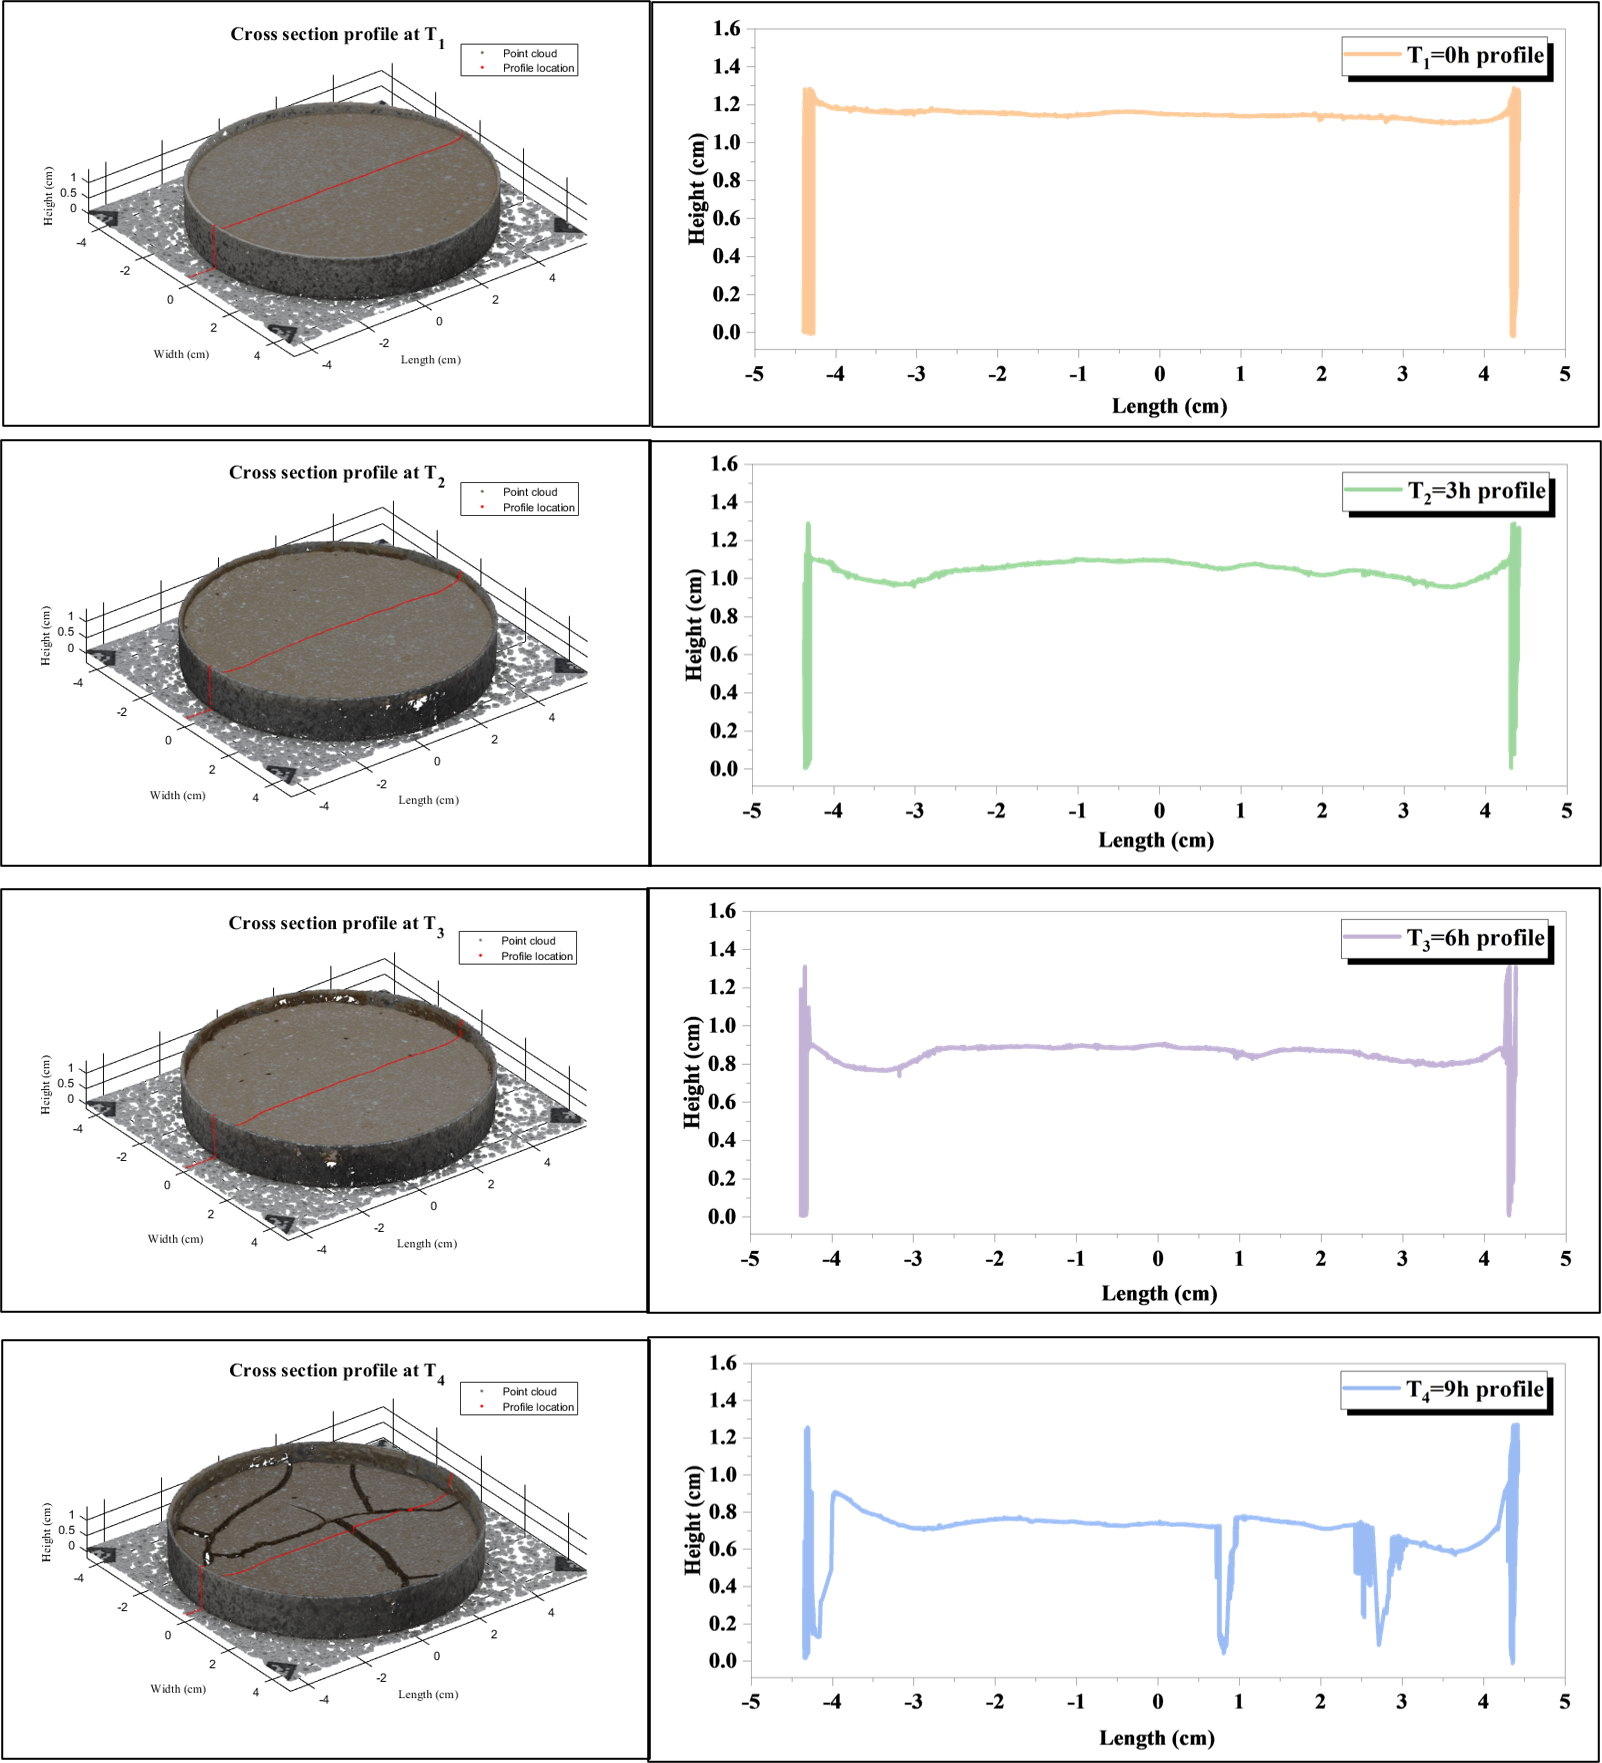 Cross section profile at T1
Point cloud
Profile location
Height (cm)
1
0.5
0
-4
-2
0
2
4
Width (cm)
-4
-2
0
2
4
Length (cm)
T1=0h profile
Height (cm)
1.6
1.4
1.2
1.0
0.8
0.6
0.4
0.2
0.0
-5 -4 -3 -2 -1 0 1 2 3 4 5
Length (cm)
Cross section profile at T2
Point cloud
Profile location
Height (cm)
1
0.5
0
-4
-2
0
2
4
Width (cm)
-4
-2
0
2
4
Length (cm)
T2=3h profile
Height (cm)
1.6
1.4
1.2
1.0
0.8
0.6
0.4
0.2
0.0
-5 -4 -3 -2 -1 0 1 2 3 4 5
Length (cm)
Cross section profile at T3
Point cloud
Profile location
Height (cm)
1
0.5
0
-4
-2
0
2
4
Width (cm)
-4
-2
0
2
4
Length (cm)
T3=6h profile
Height (cm)
1.6
1.4
1.2
1.0
0.8
0.6
0.4
0.2
0.0
-5 -4 -3 -2 -1 0 1 2 3 4 5
Length (cm)
Cross section profile at T4
Point cloud
Profile location
Height (cm)
1
0.5
0
-4
-2
0
2
4
Width (cm)
-4
-2
0
2
4
Length (cm)
T4=9h profile
Height (cm)
1.6
1.4
1.2
1.0
0.8
0.6
0.4
0.2
0.0
-5 -4 -3 -2 -1 0 1 2 3 4 5
Length (cm)